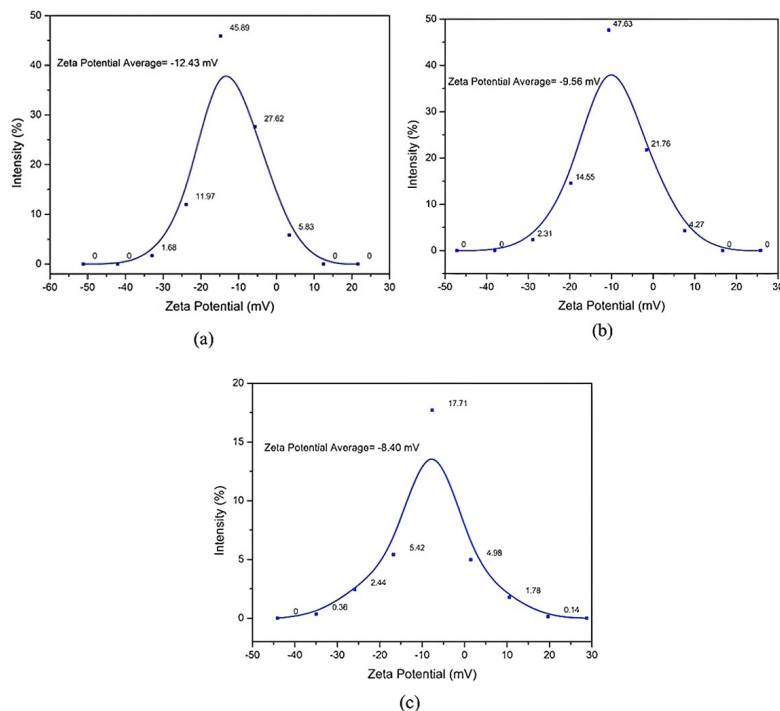 50
45.89
40
Zeta Potential Average= -12.43 mV
30
27.62
20
11.97
10
5.83
1.68
0 0 0 0
0
-60 -50 -40 -30 -20 -10 0 10 20 30
Intensity (%)
Zeta Potential (mV)
(a)
50
47.63
40
Zeta Potential Average= -9.56 mV
30
21.76
20
14.55
10
4.27
2.31
0 0 0 0
0
-50 -40 -30 -20 -10 0 10 20 30
Intensity (%)
Zeta Potential (mV)
(b)
20
17.71
15
Zeta Potential Average= -8.40 mV
10
5.42
4.98
5
2.44
1.78
0 0.36 0.14
0
-50 -40 -30 -20 -10 0 10 20 30
Intensity (%)
Zeta Potential (mV)
(c)